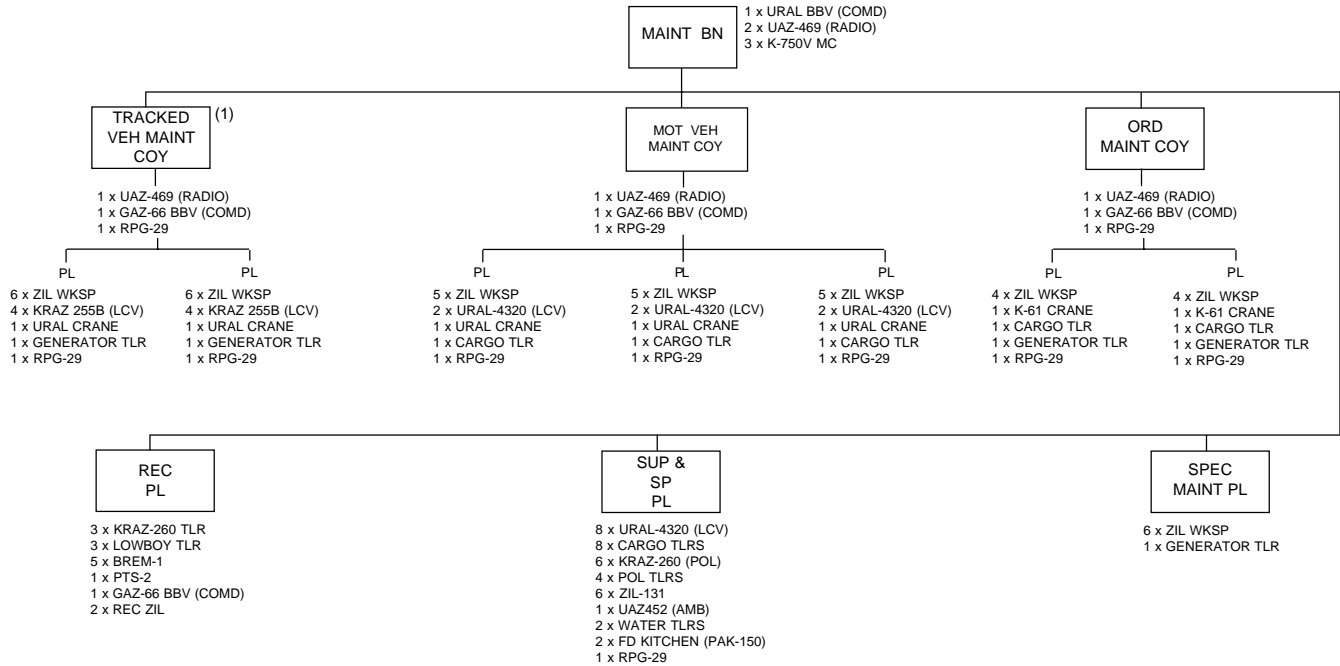 MAINT BN
1 x URAL BBV (COMD)
2 x UAZ-469 (RADIO)
3 x K-750V MC
TRACKED
VEH MAINT
COY
(1)
1 x UAZ-469 (RADIO)
1 x GAZ-66 BBV (COMD)
1 x RPG-29
PL
6 x ZIL WKSP
4 x KRAZ 255B (LCV)
1 x URAL CRANE
1 x GENERATOR TLR
1 x RPG-29
PL
6 x ZIL WKSP
4 x KRAZ 255B (LCV)
1 x URAL CRANE
1 x GENERATOR TLR
1 x RPG-29
MOT VEH
MAINT COY
1 x UAZ-469 (RADIO)
1 x GAZ-66 BBV (COMD)
1 x RPG-29
PL
5 x ZIL WKSP
2 x URAL-4320 (LCV)
1 x URAL CRANE
1 x CARGO TLR
1 x RPG-29
PL
5 x ZIL WKSP
2 x URAL-4320 (LCV)
1 x URAL CRANE
1 x CARGO TLR
1 x RPG-29
PL
5 x ZIL WKSP
2 x URAL-4320 (LCV)
1 x URAL CRANE
1 x CARGO TLR
1 x RPG-29
ORD
MAINT COY
1 x UAZ-469 (RADIO)
1 x GAZ-66 BBV (COMD)
1 x RPG-29
PL
4 x ZIL WKSP
1 x K-61 CRANE
1 x CARGO TLR
1 x GENERATOR TLR
1 x RPG-29
PL
4 x ZIL WKSP
1 x K-61 CRANE
1 x CARGO TLR
1 x GENERATOR TLR
1 x RPG-29
REC
PL
3 x KRAZ-260 TLR
3 x LOWBOY TLR
5 x BREM-1
1 x PTS-2
1 x GAZ-66 BBV (COMD)
2 x REC ZIL
SUP &
SP
PL
8 x URAL-4320 (LCV)
8 x CARGO TLRS
6 x KRAZ-260 (POL)
4 x POL TLRS
6 x ZIL-131
1 x UAZ452 (AMB)
2 x WATER TLRS
2 x FD KITCHEN (PAK-150)
1 x RPG-29
SPEC
MAINT PL
6 x ZIL WKSP
1 x GENERATOR TLR